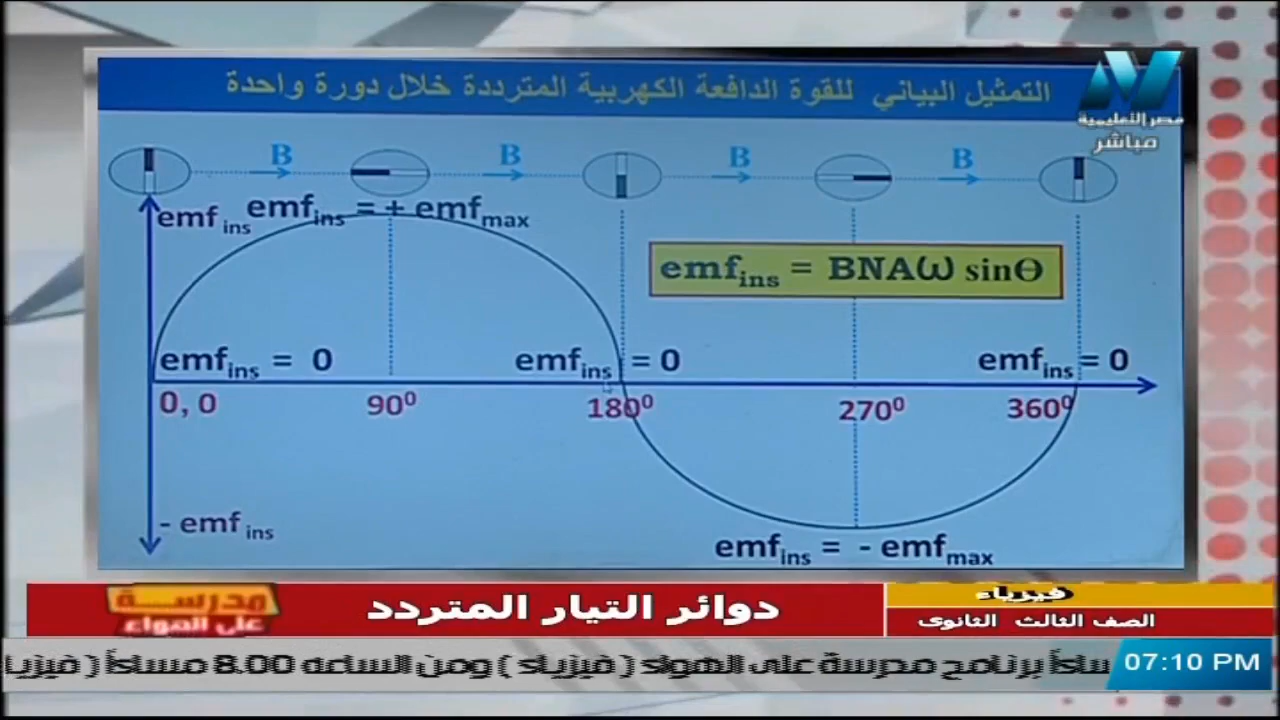 التمثيل البياني للقوة الدافعة الكهربية المترددة خلال دورة واحدة
مصر التعليمية
مباشر
B B B B
emf ins
emf ins = + emf max
emf ins = BNAω sinΘ
emf ins = 0
emf ins = 0
emf ins = 0
0, 0 90⁰ 180⁰ 270⁰ 360⁰
- emf ins
emf ins = - emf max
مدرسة
على الهواء
دوائر التيار المتردد
فيزياء
الصف الثالث الثانوى
ساءاً برنامج مدرسة على الهواء ( فيزياء ) ومن الساعه 8.00 مساءاً ( فيزيا
07:10 PM